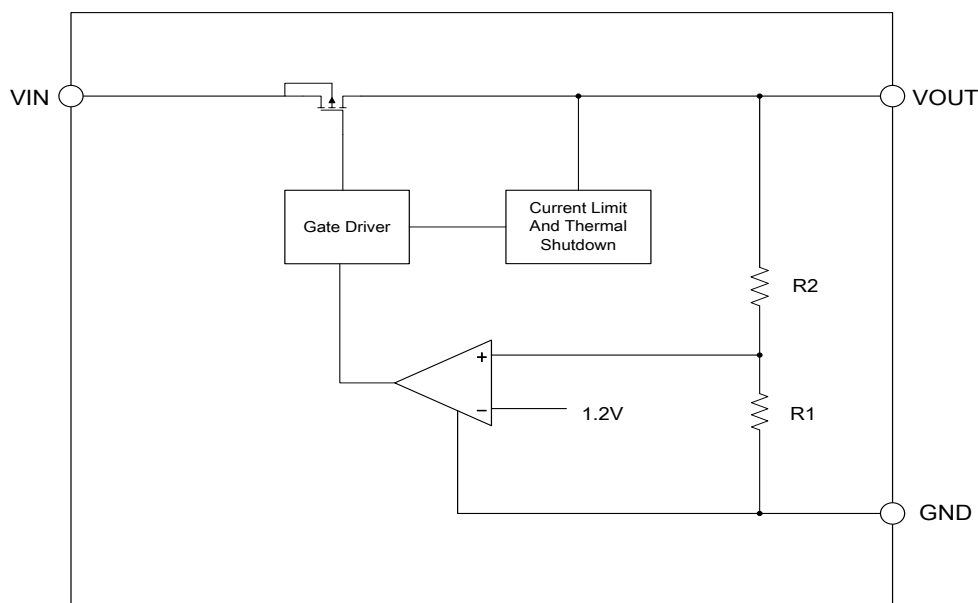 VIN
VOUT
Gate Driver
Current Limit
And Thermal
Shutdown
R2
+
−
1.2V
R1
GND